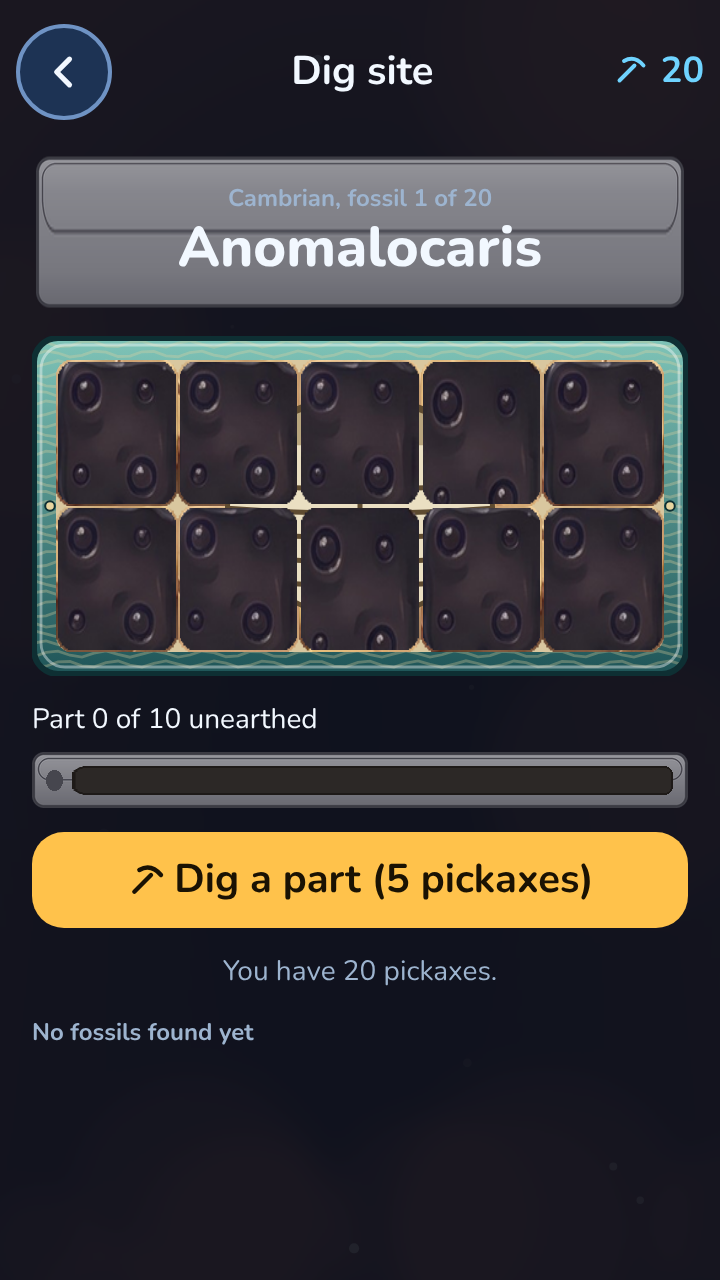 Dig site
20
Cambrian, fossil 1 of 20
Anomalocaris
Part 0 of 10 unearthed
Dig a part (5 pickaxes)
You have 20 pickaxes.
No fossils found yet